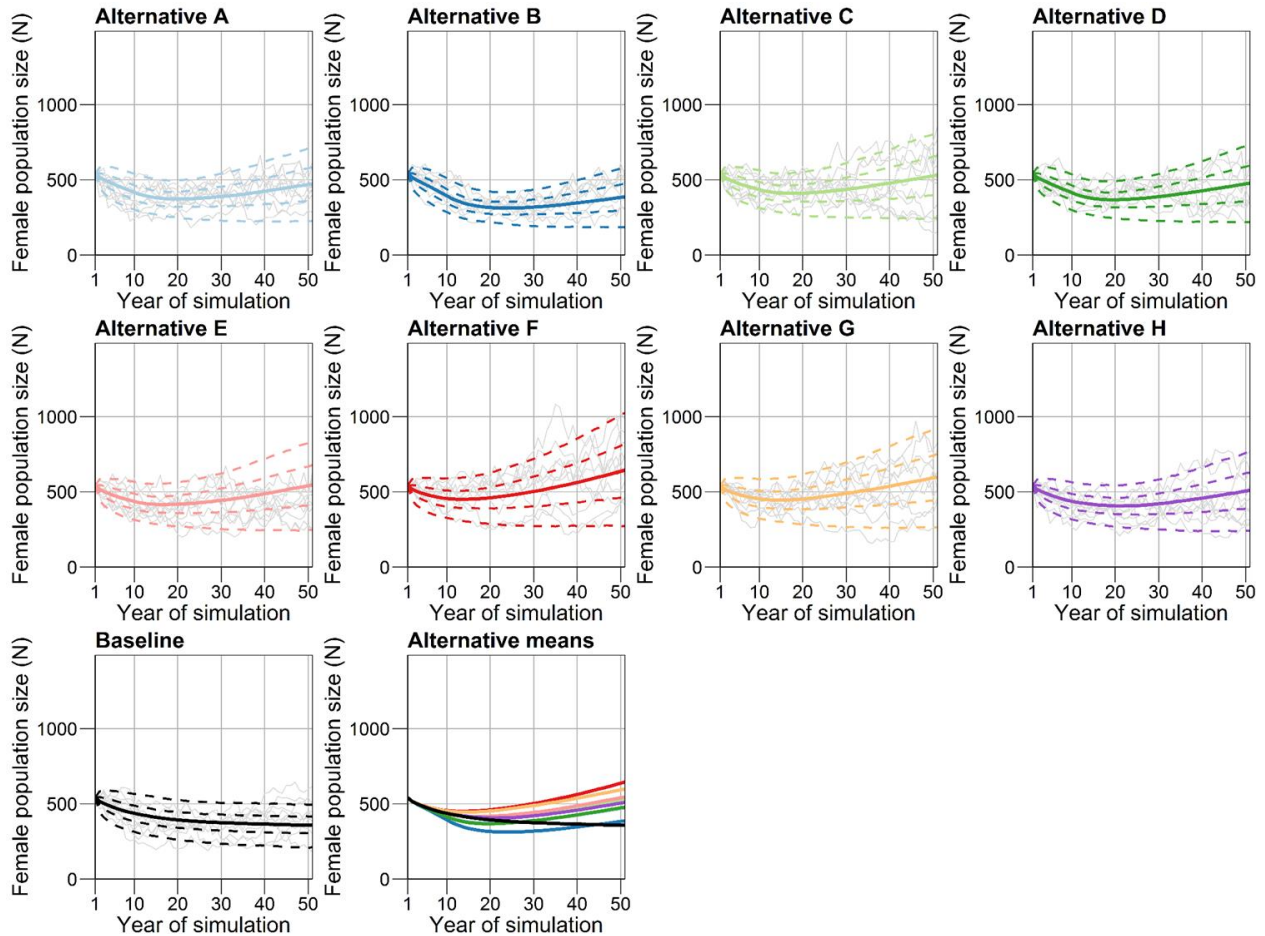 Alternative A
Female population size (N)
1000
500
0
1 10 20 30 40 50
Year of simulation
Alternative B
Female population size (N)
1000
500
0
1 10 20 30 40 50
Year of simulation
Alternative C
Female population size (N)
1000
500
0
1 10 20 30 40 50
Year of simulation
Alternative D
Female population size (N)
1000
500
0
1 10 20 30 40 50
Year of simulation
Alternative E
Female population size (N)
1000
500
0
1 10 20 30 40 50
Year of simulation
Alternative F
Female population size (N)
1000
500
0
1 10 20 30 40 50
Year of simulation
Alternative G
Female population size (N)
1000
500
0
1 10 20 30 40 50
Year of simulation
Alternative H
Female population size (N)
1000
500
0
1 10 20 30 40 50
Year of simulation
Baseline
Female population size (N)
1000
500
0
1 10 20 30 40 50
Year of simulation
Alternative means
Female population size (N)
1000
500
0
1 10 20 30 40 50
Year of simulation